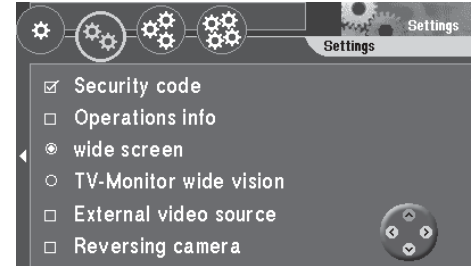 Settings
Settings
Security code
Operations info
wide screen
TV-Monitor wide vision
External video source
Reversing camera